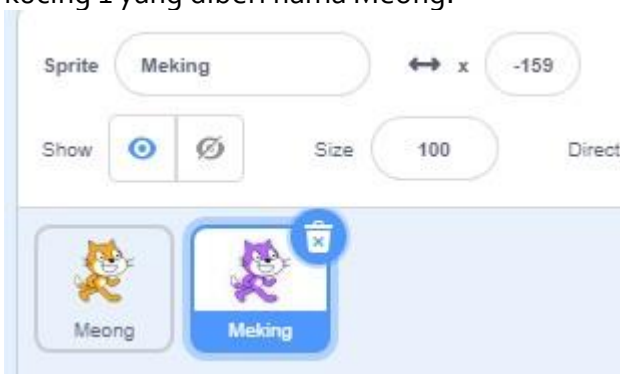 kucing 1 yang diberi nama Meong.
Sprite Meking x -159
Show Size 100 Direct
Meong Meking